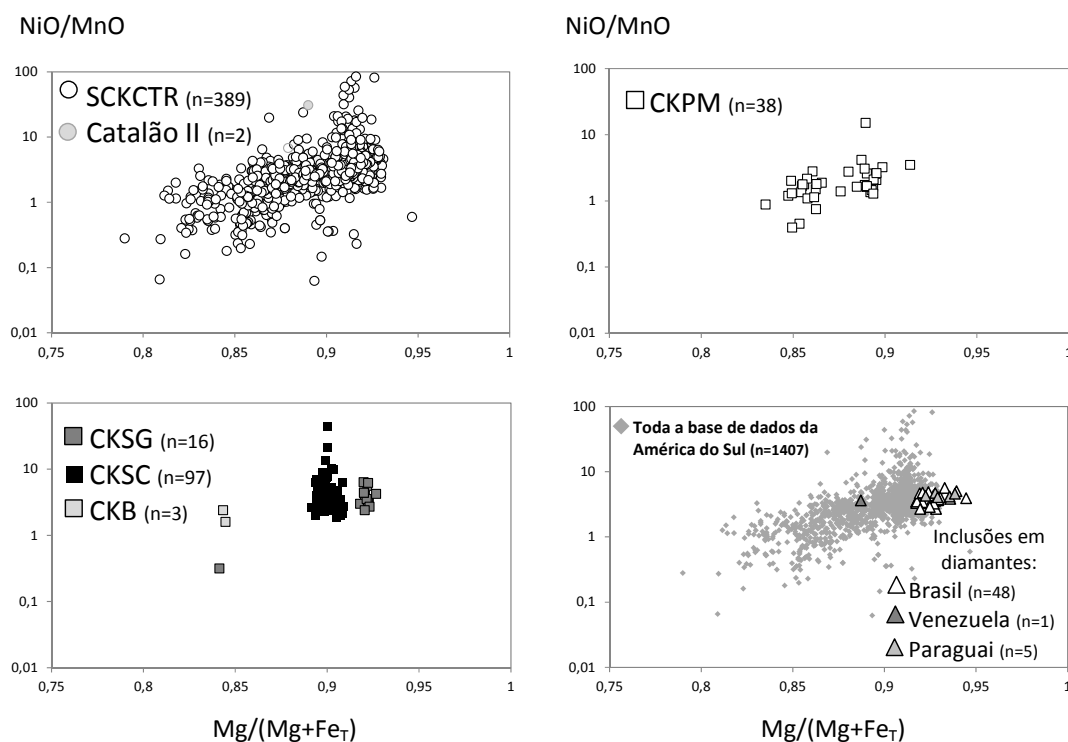 NiO/MnO
NiO/MnO
100
10
1
0,1
0,01
SCKCTR (n=389)
Catalão II (n=2)
0,75
0,8
0,85
0,9
0,95
1
100
10
1
0,1
0,01
CKPM (n=38)
0,75
0,8
0,85
0,9
0,95
1
100
10
1
0,1
0,01
CKSG (n=16)
CKSC (n=97)
CKB (n=3)
0,75
0,8
0,85
0,9
0,95
1
Mg/(Mg+FeT)
100
10
1
0,1
0,01
Toda a base de dados da
América do Sul (n=1407)
Inclusões em
diamantes:
Brasil (n=48)
Venezuela (n=1)
Paraguai (n=5)
0,75
0,8
0,85
0,9
0,95
1
Mg/(Mg+FeT)